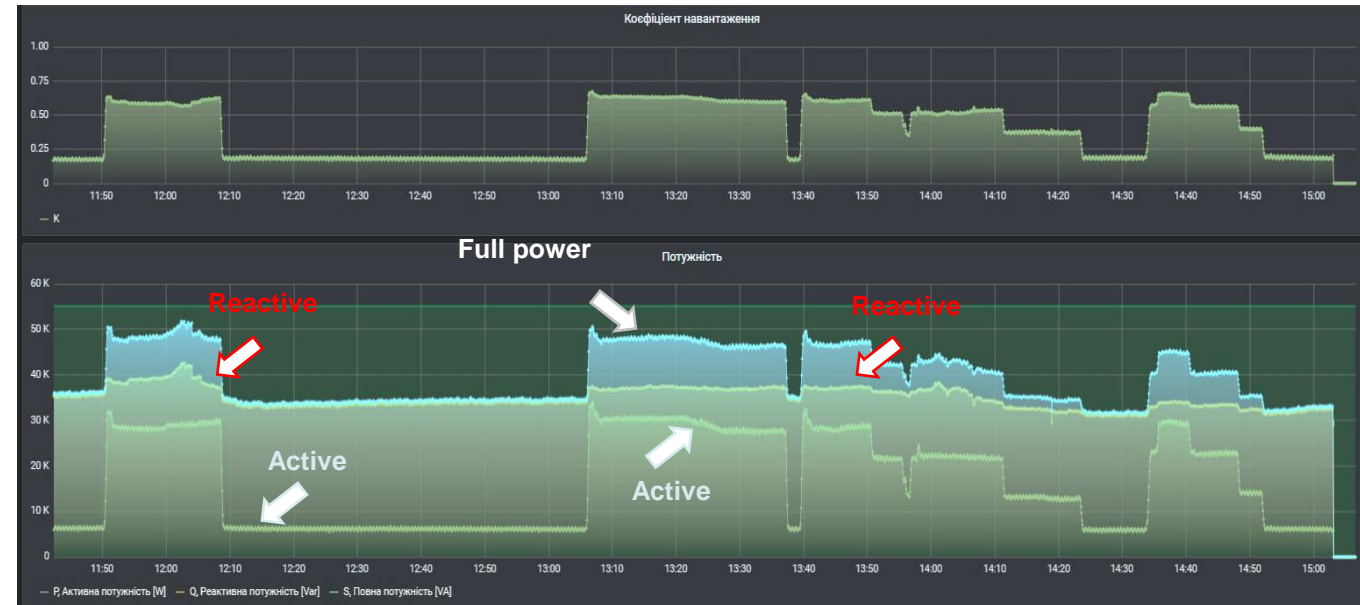 Коєфіціент навантаження
1.00
0.75
0.50
0.25
0
11:50 12:00 12:10 12:20 12:30 12:40 12:50 13:00 13:10 13:20 13:30 13:40 13:50 14:00 14:10 14:20 14:30 14:40 14:50 15:00
K
Full power
Потужність
60 K
Reactive Reactive
50 K
40 K
30 K
Active
20 K
Active
10 K
0
11:50 12:00 12:10 12:20 12:30 12:40 12:50 13:00 13:10 13:20 13:30 13:40 13:50 14:00 14:10 14:20 14:30 14:40 14:50 15:00
P, Активна потужність [W] Q, Реактивна потужність [Var] S, Повна потужність [VA]